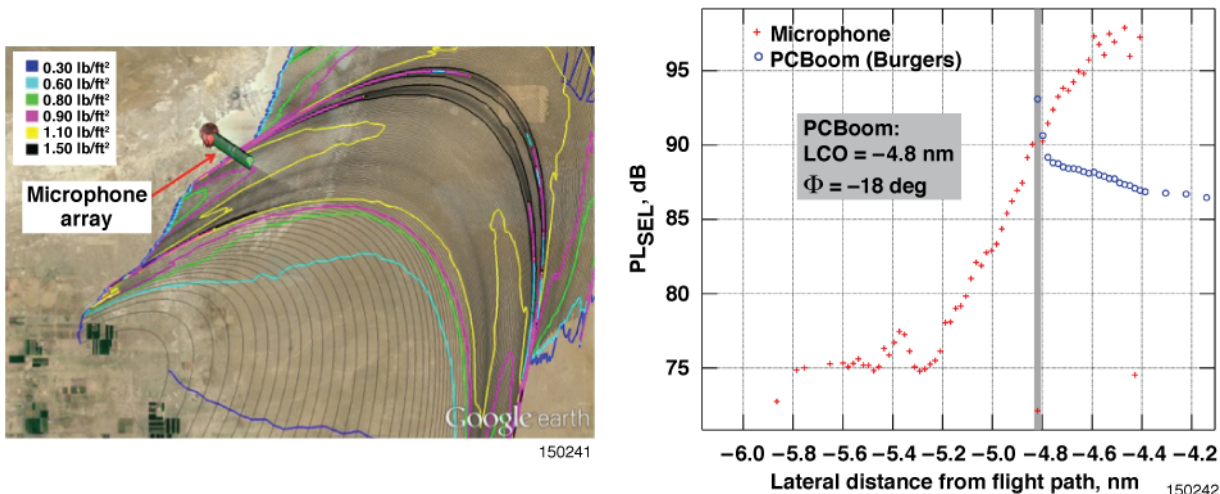 0.30 lb/ft²
0.60 lb/ft²
0.80 lb/ft²
0.90 lb/ft²
1.10 lb/ft²
1.50 lb/ft²
Microphone
array
Google earth
150241
Microphone
PCBoom (Burgers)
PCBoom:
LCO = −4.8 nm
Φ = −18 deg
PL_SEL, dB
95
90
85
80
75
−6.0 −5.8 −5.6 −5.4 −5.2 −5.0 −4.8 −4.6 −4.4 −4.2
Lateral distance from flight path, nm
150242